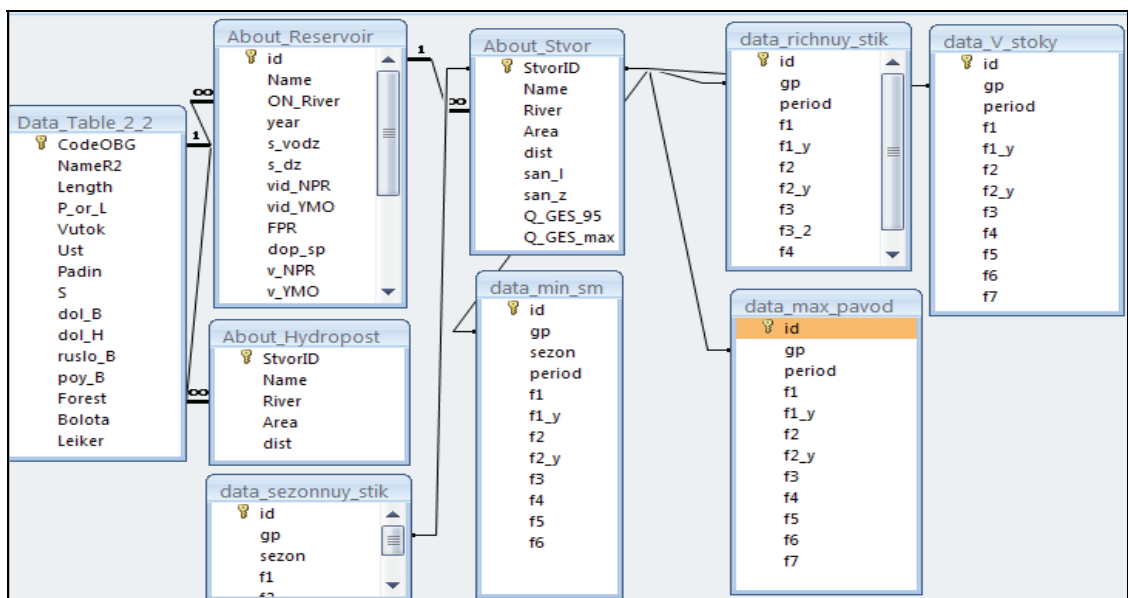 Data_Table_2_2
CodeOBG
NameR2
Length
P_or_L
Vutok
Ust
Padin
S
dol_B
dol_H
ruslo_B
poy_B
Forest
Bolota
Leiker
About_Reservoir
id
Name
ON_River
year
s_vodz
s_dz
vid_NPR
vid_YMO
FPR
dop_sp
v_NPR
v_YMO
About_Hydropost
StvorID
Name
River
Area
dist
data_sezonnuy_stik
id
gp
sezon
f1
About_Stvor
StvorID
Name
River
Area
dist
san_l
san_z
Q_GES_95
Q_GES_max
data_min_sm
id
gp
sezon
period
f1
f1_y
f2
f2_y
f3
f4
f5
f6
data_richnuy_stik
id
gp
period
f1
f1_y
f2
f2_y
f3
f3_2
f4
data_max_pavod
id
gp
period
f1
f1_y
f2
f2_y
f3
f4
f5
f6
f7
data_V_stoky
id
gp
period
f1
f1_y
f2
f2_y
f3
f4
f5
f6
f7
1
∞
1
∞
∞